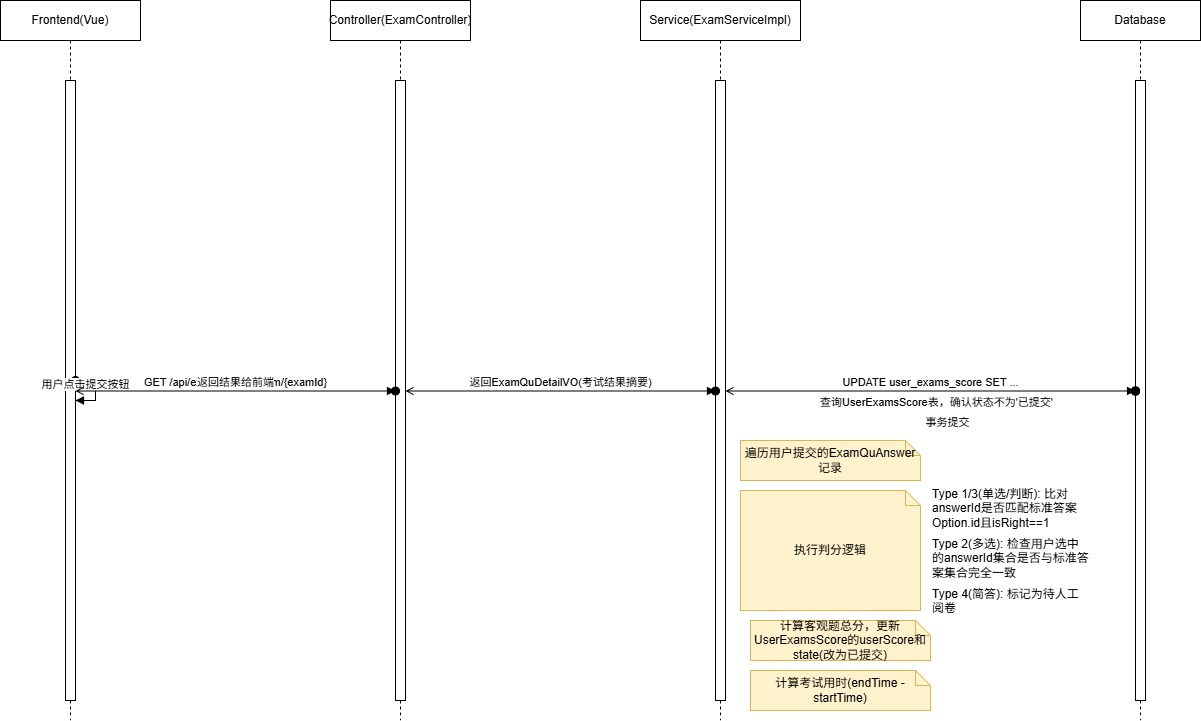 Frontend(Vue)
Controller(ExamController)
Service(ExamServiceImpl)
Database
用户点击提交按钮
GET /api/e返回结果给前端n/{examId}
返回ExamQuDetailVO(考试结果摘要)
UPDATE user_exams_score SET ...
查询UserExamsScore表，确认状态不为'已提交'
事务提交
遍历用户提交的ExamQuAnswer
记录
执行判分逻辑
Type 1/3(单选/判断): 比对
answerId是否匹配标准答案
Option.id且isRight==1
Type 2(多选): 检查用户选中
的answerId集合是否与标准答
案集合完全一致
Type 4(简答): 标记为待人工
阅卷
计算客观题总分，更新
UserExamsScore的userScore和
state(改为已提交)
计算考试用时(endTime -
startTime)